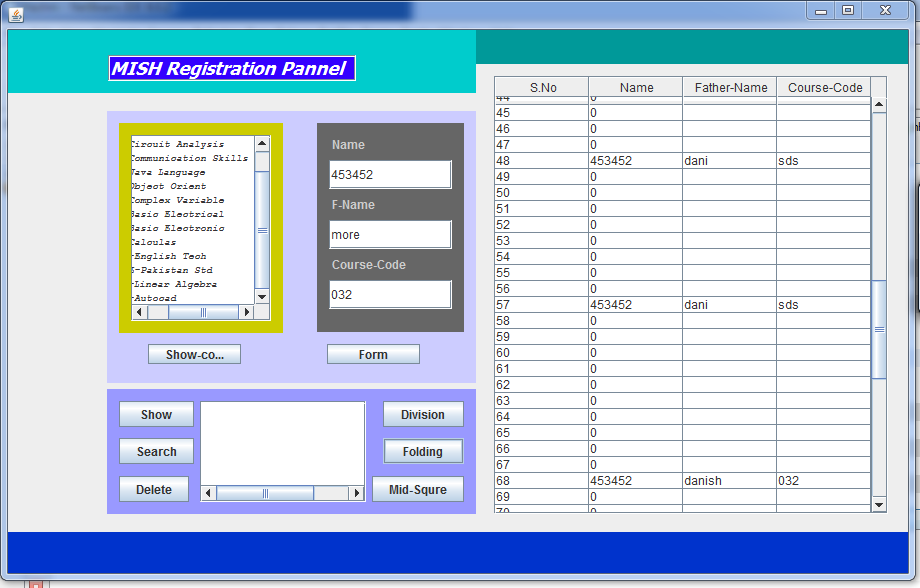 MISH Registration Pannel
Circuit Analysis
Communication Skills
Java Language
Object Orient
Complex Variable
Basic Electrical
Basic Electronic
Calculas
-English Tech
-Pakistan Std
-Linear Algebra
-Autocad
Show-co...
Name
453452
F-Name
more
Course-Code
032
Form
Show
Search
Delete
Division
Folding
Mid-Squre
S.No Name Father-Name Course-Code
44 0
45 0
46 0
47 0
48 453452 dani sds
49 0
50 0
51 0
52 0
53 0
54 0
55 0
56 0
57 453452 dani sds
58 0
59 0
60 0
61 0
62 0
63 0
64 0
65 0
66 0
67 0
68 453452 danish 032
69 0
70 0